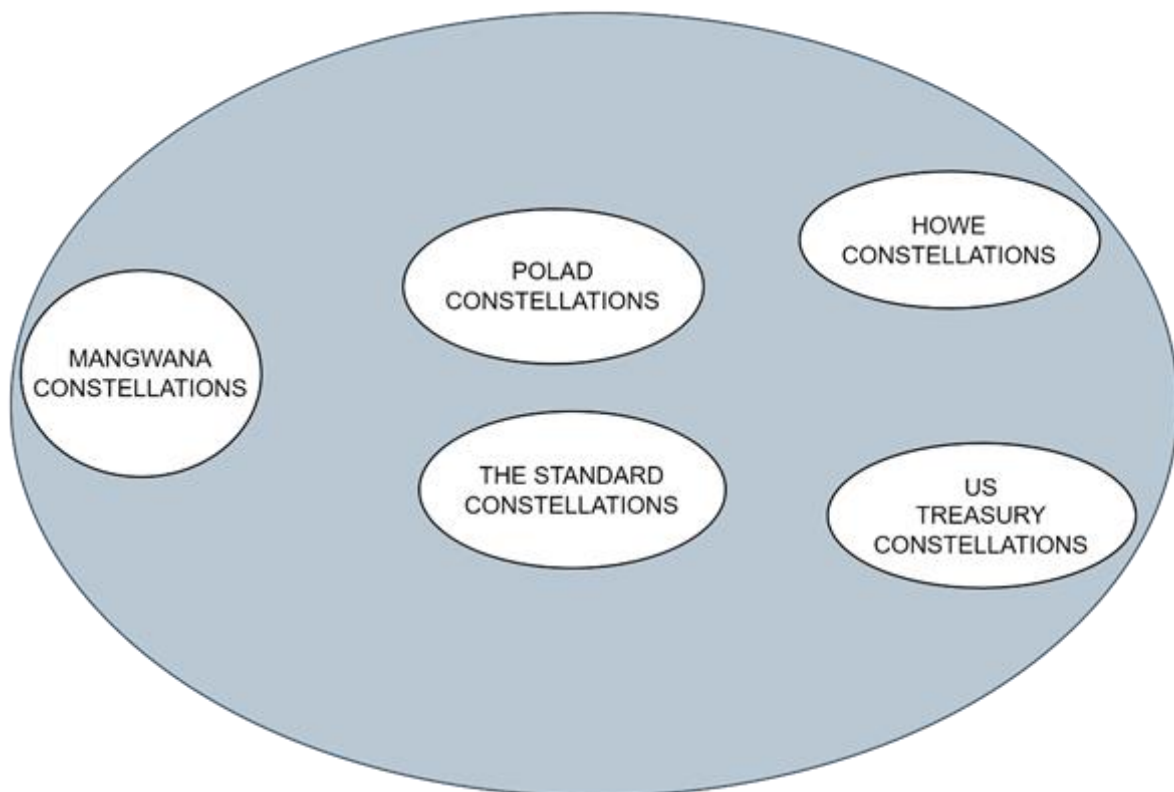 HOWE
CONSTELLATIONS
POLAD
CONSTELLATIONS
MANGWANA
CONSTELLATIONS
THE STANDARD
CONSTELLATIONS
US
TREASURY
CONSTELLATIONS